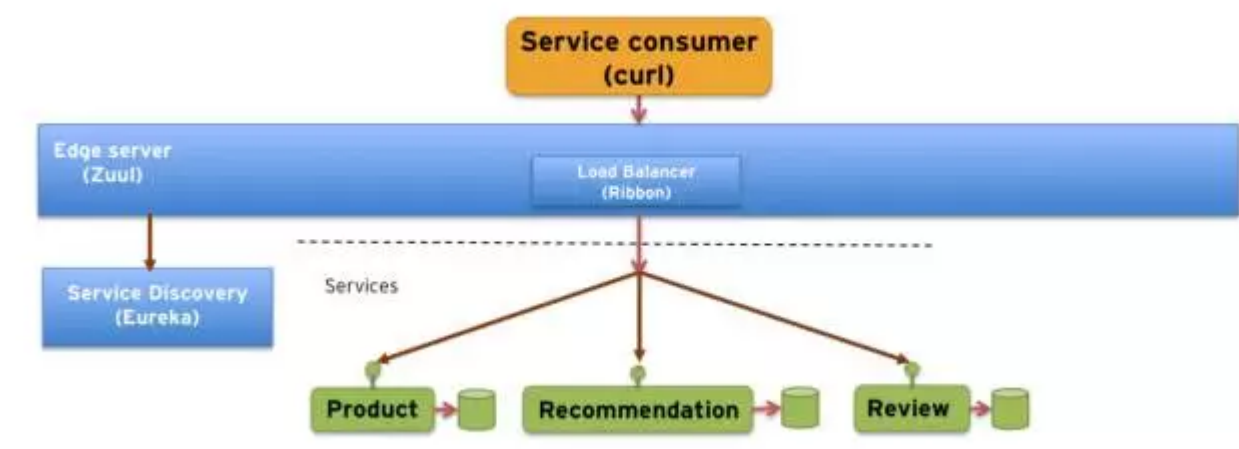 Service consumer
(curl)
Edge server
(Zuul)
Load Balancer
(Ribbon)
Service Discovery
(Eureka)
Services
Product
Recommendation
Review